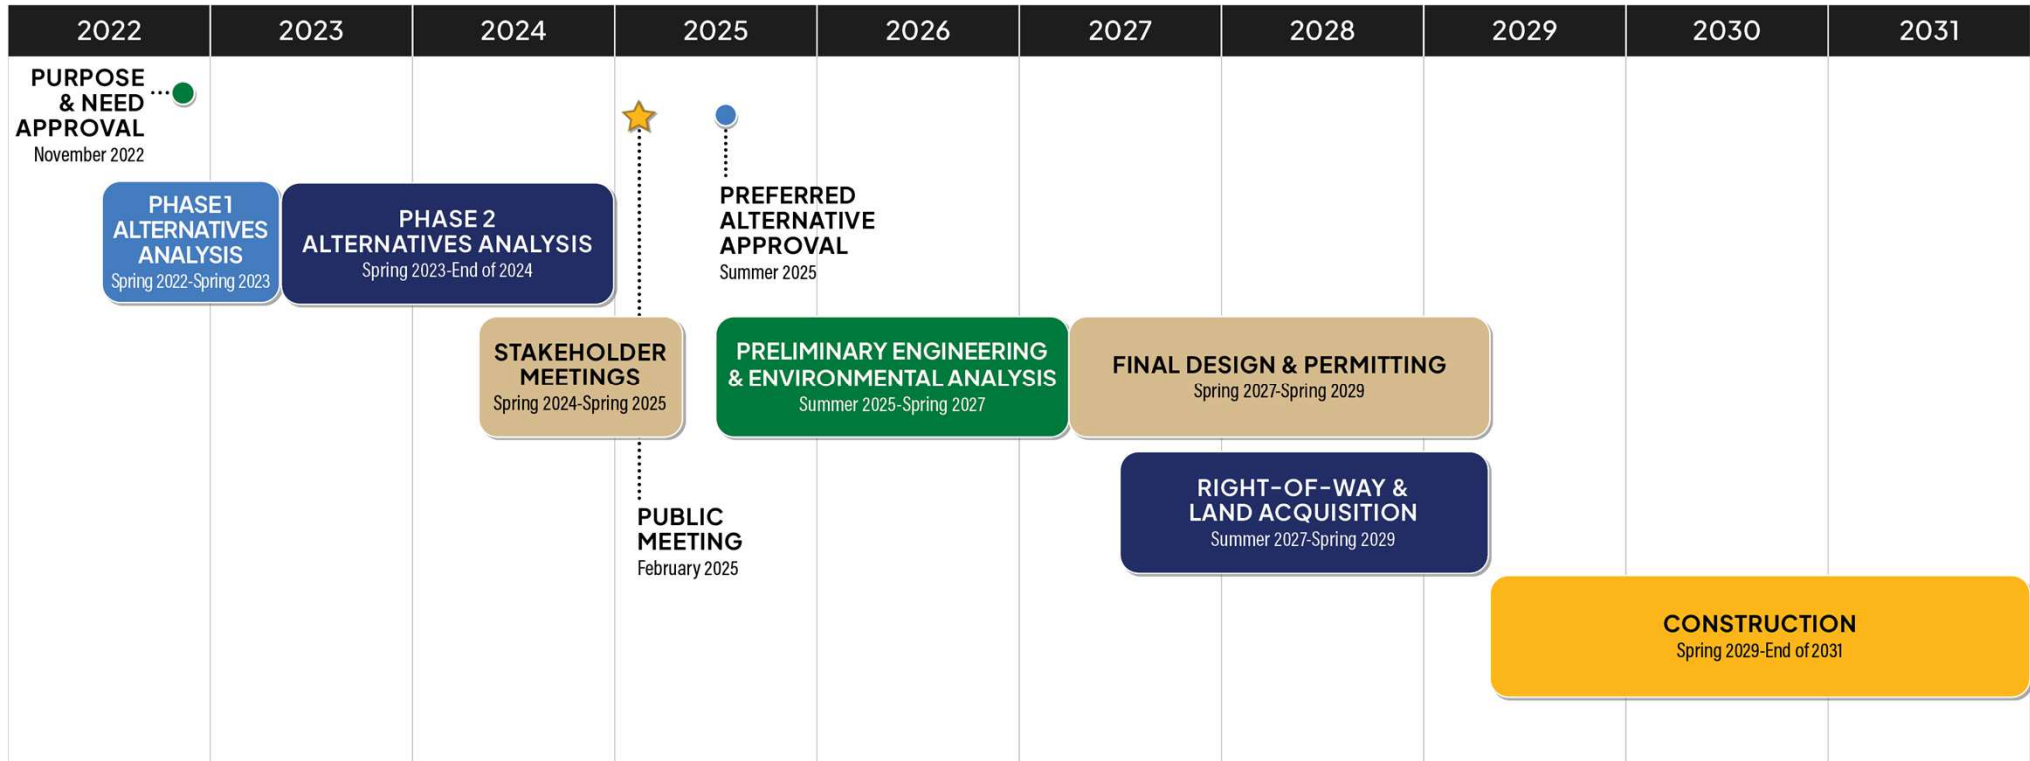 2022
2023
2024
2025
2026
2027
2028
2029
2030
2031
PURPOSE
& NEED
APPROVAL
November 2022
PHASE 1
ALTERNATIVES
ANALYSIS
Spring 2022-Spring 2023
PHASE 2
ALTERNATIVES ANALYSIS
Spring 2023-End of 2024
PREFERRED
ALTERNATIVE
APPROVAL
Summer 2025
STAKEHOLDER
MEETINGS
Spring 2024-Spring 2025
PRELIMINARY ENGINEERING
& ENVIRONMENTAL ANALYSIS
Summer 2025-Spring 2027
FINAL DESIGN & PERMITTING
Spring 2027-Spring 2029
RIGHT-OF-WAY &
LAND ACQUISITION
Summer 2027-Spring 2029
PUBLIC
MEETING
February 2025
CONSTRUCTION
Spring 2029-End of 2031